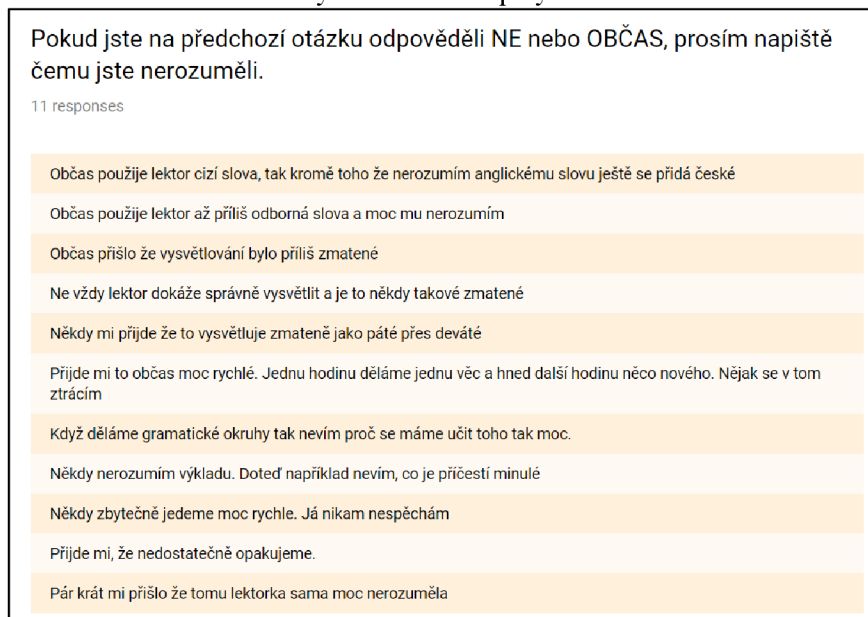 Pokud jste na předchozí otázku odpověděli NE nebo OBČAS, prosím napiště
čemu jste nerozuměli.
11 responses
Občas použije lektor cizí slova, tak kromě toho že nerozumím anglickému slovu ještě se přidá české
Občas použije lektor až příliš odborná slova a moc mu nerozumím
Občas přišlo že vysvětlování bylo příliš zmatené
Ne vždy lektor dokáže správně vysvětlit a je to někdy takové zmatené
Někdy mi přijde že to vysvětluje zmateně jako páté přes deváté
Přijde mi to občas moc rychlé. Jednu hodinu děláme jednu věc a hned další hodinu něco nového. Nějak se v tom
ztrácím
Když děláme gramatické okruhy tak nevím proč se máme učit toho tak moc.
Někdy nerozumím výkladu. Doteď například nevím, co je příčestí minulé
Někdy zbytečně jedeme moc rychle. Já nikam nespěchám
Přijde mi, že nedostatečně opakujeme.
Pár krát mi přišlo že tomu lektorka sama moc nerozuměla